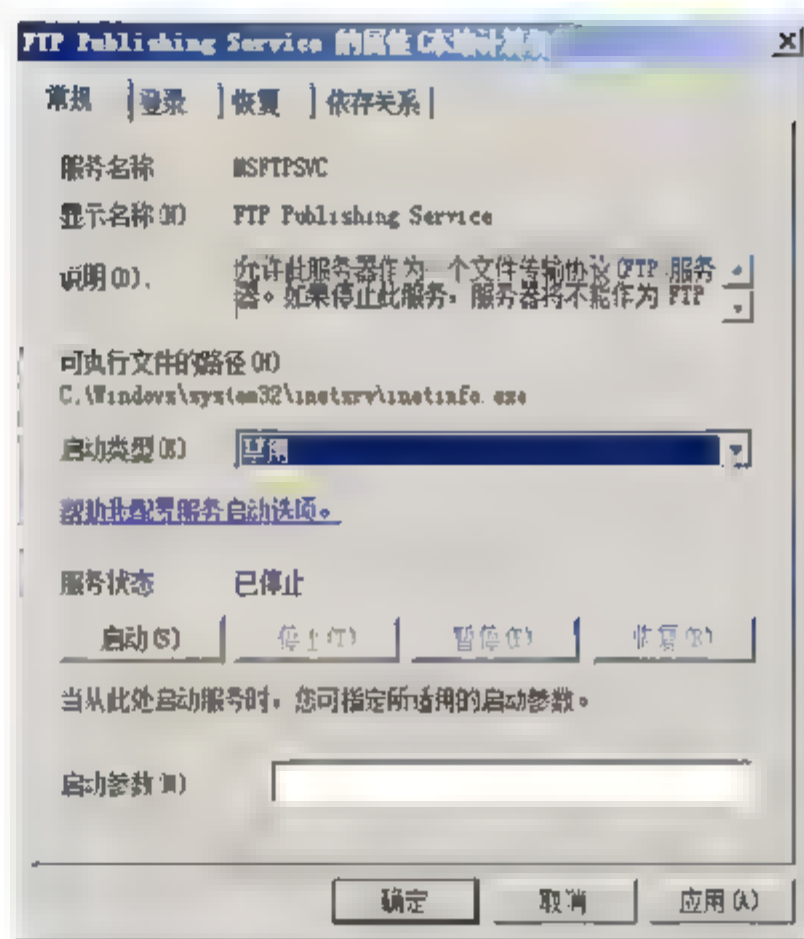 FTP Publishing Service 的属性(本地计算机)
常规 登录 恢复 依存关系
服务名称 MSFTPSVC
显示名称(N) FTP Publishing Service
说明(D): 允许此服务器作为一个文件传输协议(FTP 服务
器。如果停止此服务，服务器将不能作为 FTP
可执行文件的路径(H)
C:\Windows\system32\inetsrv\inetinfo.exe
启动类型(E) 禁用
帮助我配置服务启动选项。
服务状态 已停止
启动(S) 停止(T) 暂停(P) 恢复(R)
当从此处启动服务时，您可指定所适用的启动参数。
启动参数(M)
确定 取消 应用(A)